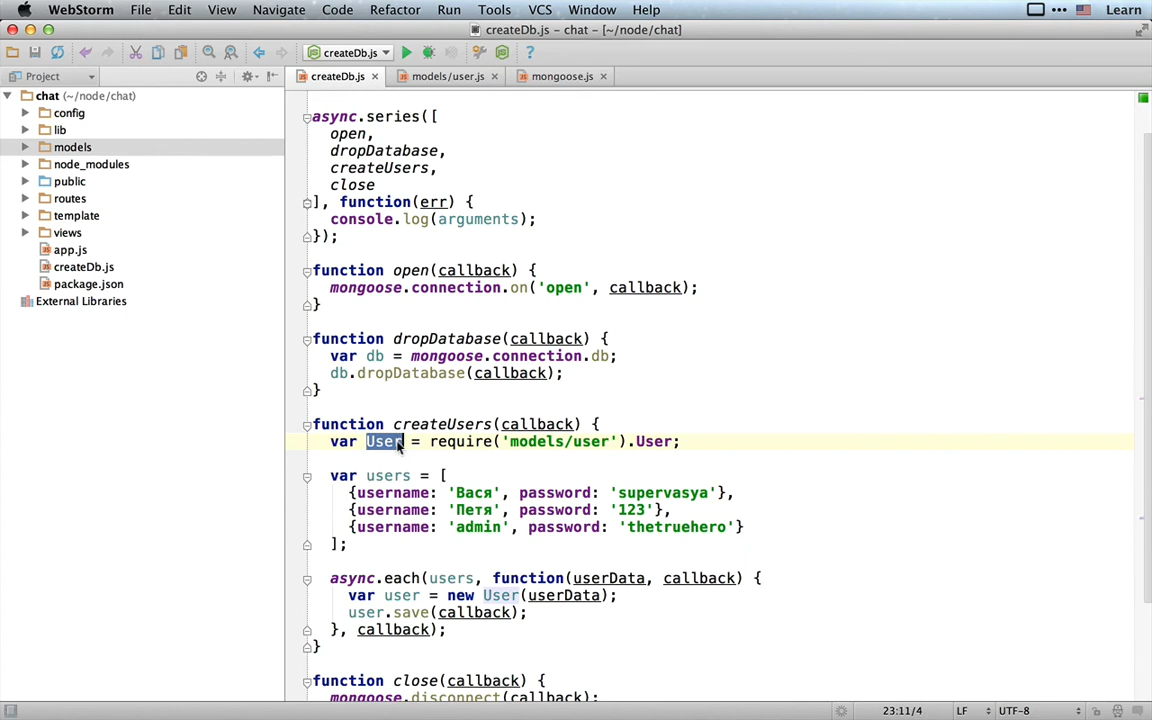 WebStorm File Edit View Navigate Code Refactor Run Tools VCS Window Help Learn
createDb.js – chat - [~/node/chat]
createDb.js
Project createDb.js models/user.js mongoose.js
chat (~/node/chat)
config
lib
models
node_modules
public
routes
template
views
app.js
createDb.js
package.json
External Libraries
async.series([
open,
dropDatabase,
createUsers,
close
], function(err) {
console.log(arguments);
});
function open(callback) {
mongoose.connection.on('open', callback);
}
function dropDatabase(callback) {
var db = mongoose.connection.db;
db.dropDatabase(callback);
}
function createUsers(callback) {
var User = require('models/user').User;
var users = [
{username: 'Вася', password: 'supervasya'},
{username: 'Петя', password: '123'},
{username: 'admin', password: 'thetruehero'}
];
async.each(users, function(userData, callback) {
var user = new User(userData);
user.save(callback);
}, callback);
}
function close(callback) {
mongoose.disconnect(callback);
23:11/4 LF UTF-8